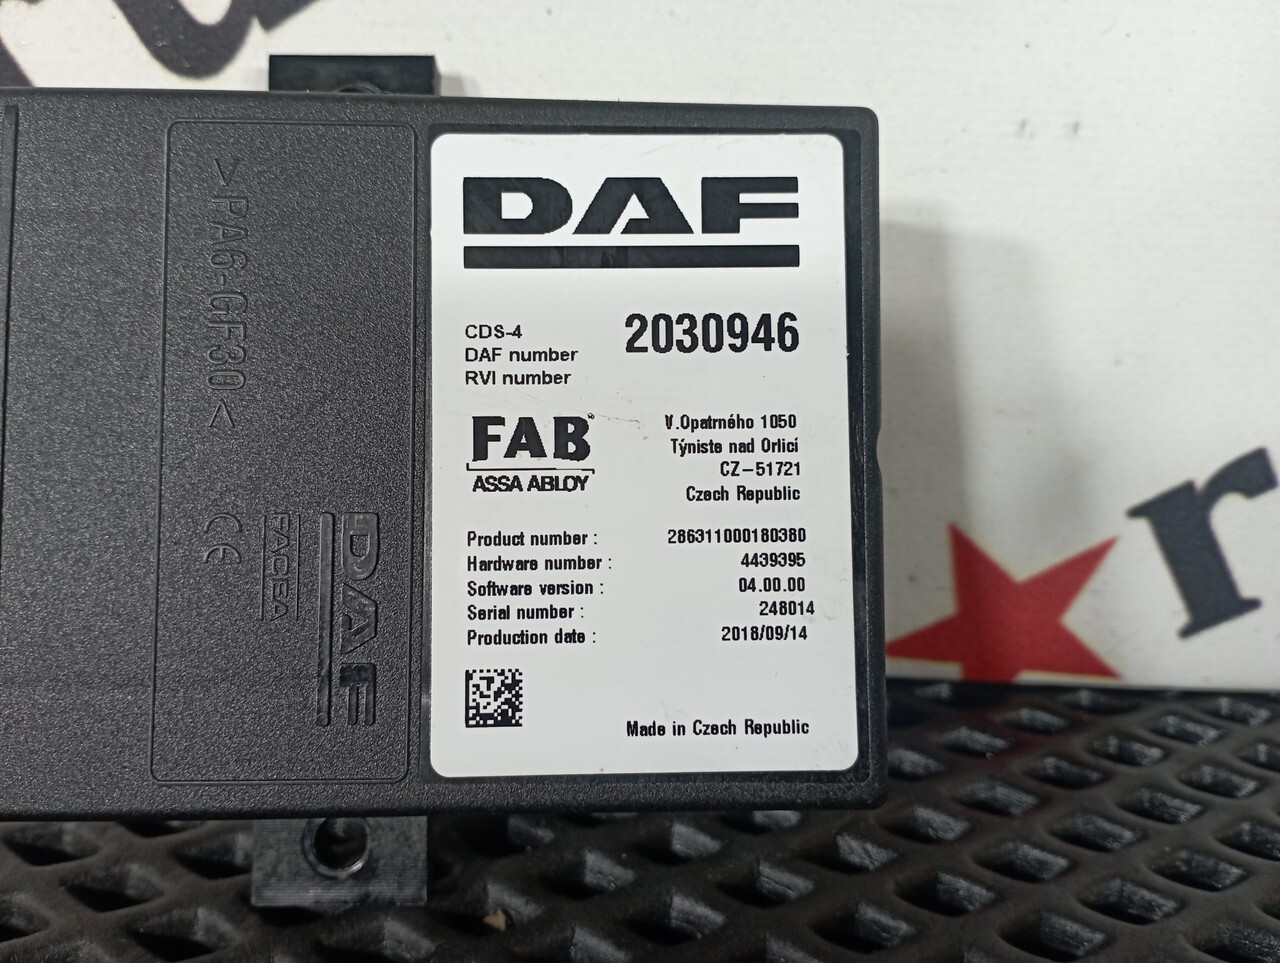 DAF
CDS-4
DAF number 2030946
RVI number
FAB®
ASSA ABLOY
V.Opatrného 1050
Týniste nad Orlicí
CZ-51721
Czech Republic
Product number : 286311000180380
Hardware number : 4439395
Software version : 04.00.00
Serial number : 248014
Production date : 2018/09/14
Made in Czech Republic
>PA6-GF30<
CE
DAF
r